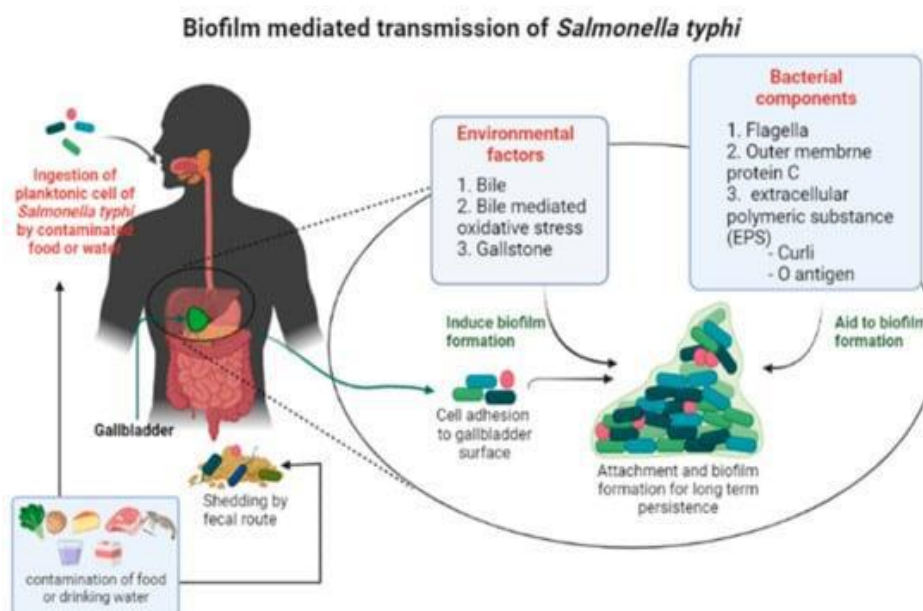 Biofilm mediated transmission of Salmonella typhi
Ingestion of
planktonic cell of
Salmonella typhi
by contaminated
food or water
Environmental
factors
1. Bile
2. Bile mediated
oxidative stress
3. Gallstone
Bacterial
components
1. Flagella
2. Outer membrne
protein C
3. extracellular
polymeric substance
(EPS)
- Curli
- O antigen
Induce biofilm
formation
Aid to biofilm
formation
Gallbladder
Cell adhesion
to gallbladder
surface
Attachment and biofilm
formation for long term
persistence
Shedding by
fecal route
contamination of food
or drinking water